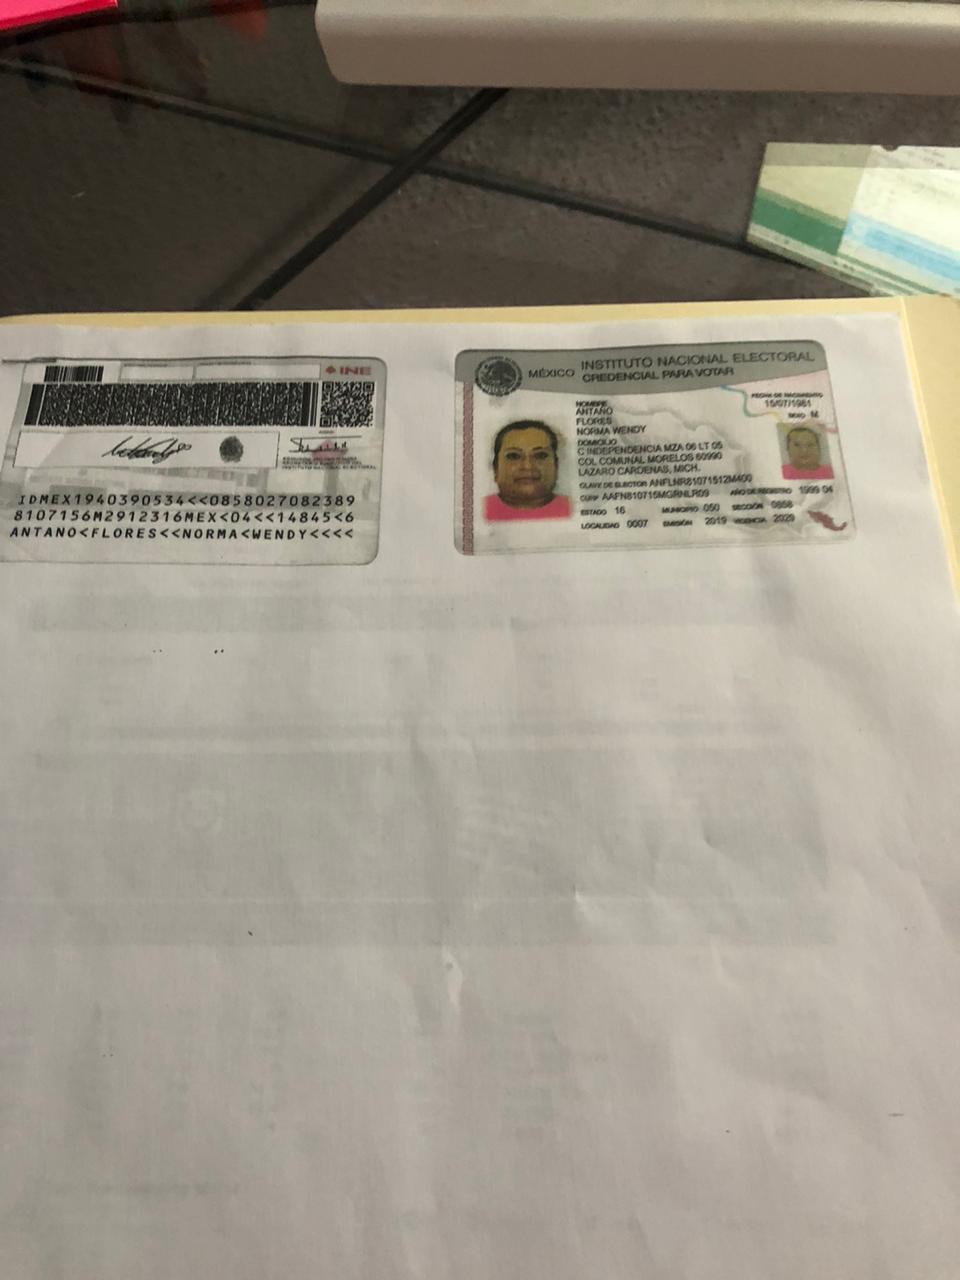 INE
IDMEX1940390534<<0858027082389
8107156M2912316MEX<04<<14845<6
ANTANO<FLORES<<NORMA<WENDY<<<<
MÉXICO
INSTITUTO NACIONAL ELECTORAL
CREDENCIAL PARA VOTAR
NOMBRE
ANTANO
FLORES
NORMA WENDY
FECHA DE NACIMIENTO
15/07/1981
SEXO M
DOMICILIO
C INDEPENDENCIA MZA 06 LT 05
COL COMUNAL MORELOS 60990
LAZARO CARDENAS, MICH.
CLAVE DE ELECTOR ANFLNR81071512M400
CURP AAFN810715MGRNLR09 AÑO DE REGISTRO 1999 04
ESTADO 16 MUNICIPIO 050 SECCIÓN 0858
LOCALIDAD 0007 EMISIÓN 2019 VIGENCIA 2029